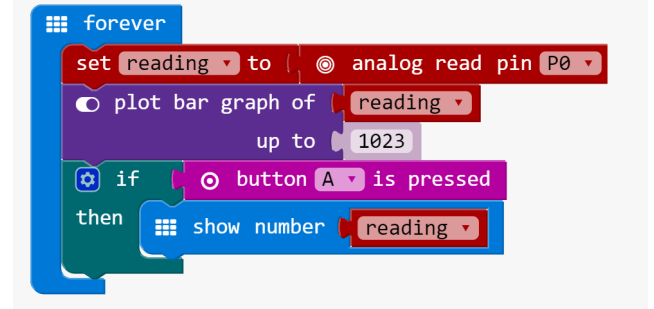 forever
set reading to analog read pin P0
plot bar graph of reading
up to 1023
if button A is pressed
then show number reading